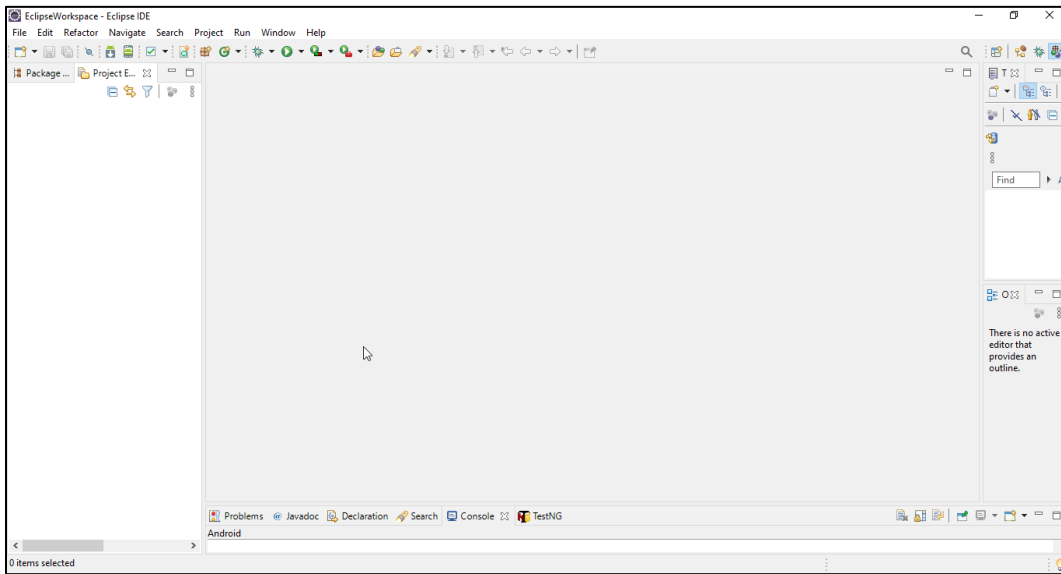 EclipseWorkspace - Eclipse IDE
File Edit Refactor Navigate Search Project Run Window Help
Package ... Project E...
T
Find
O
There is no active
editor that
provides an
outline.
Problems Javadoc Declaration Search Console TestNG
Android
0 items selected